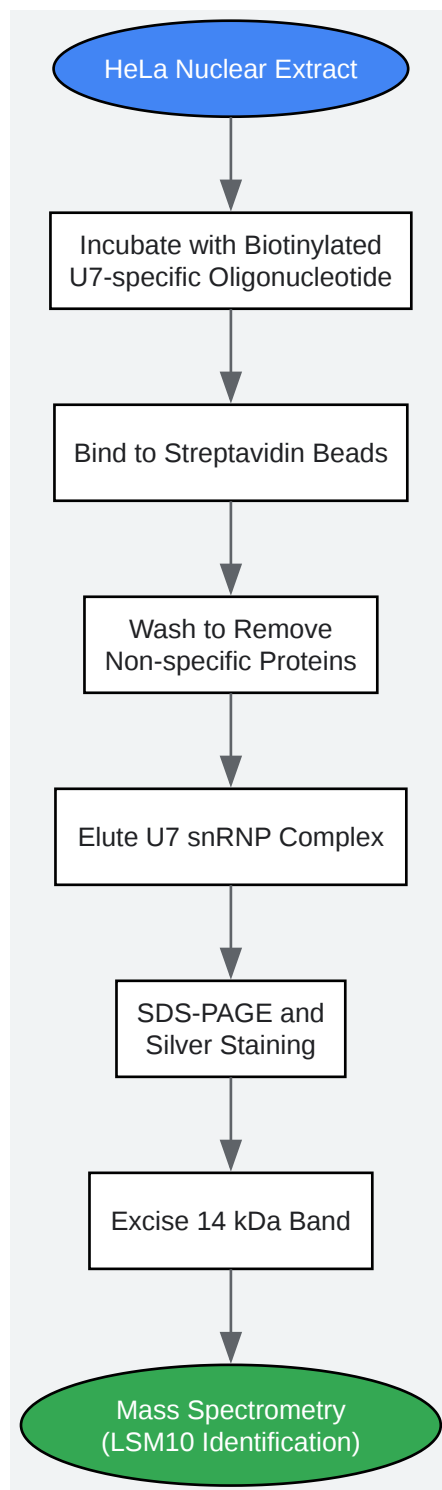 HeLa Nuclear Extract
Incubate with Biotinylated
U7-specific Oligonucleotide
Bind to Streptavidin Beads
Wash to Remove
Non-specific Proteins
Elute U7 snRNP Complex
SDS-PAGE and
Silver Staining
Excise 14 kDa Band
Mass Spectrometry
(LSM10 Identification)